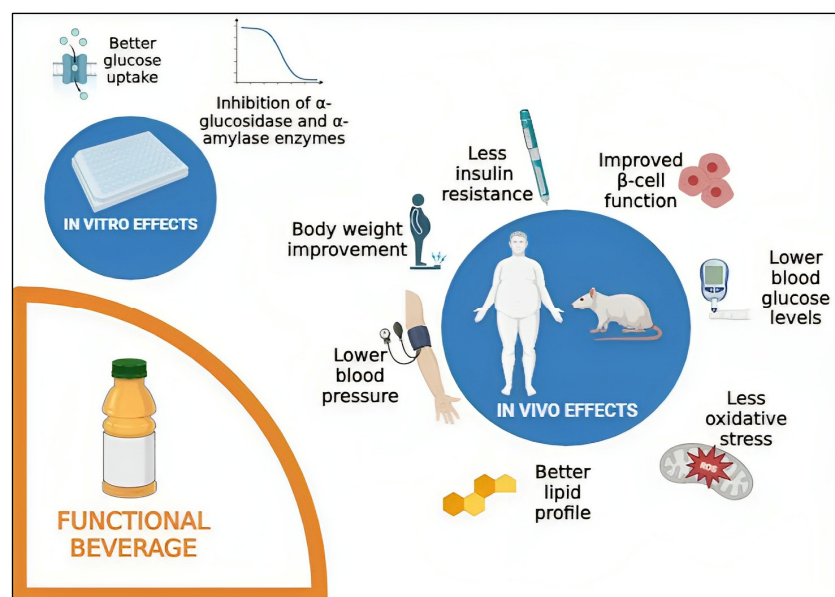 Better
glucose
uptake
Inhibition of α-
glucosidase and α-
amylase enzymes
IN VITRO EFFECTS
Less
insulin
resistance
Improved
β-cell
function
Body weight
improvement
Lower
blood
glucose
levels
Lower
blood
pressure
IN VIVO EFFECTS
Less
oxidative
stress
ROS
Better
lipid
profile
FUNCTIONAL
BEVERAGE